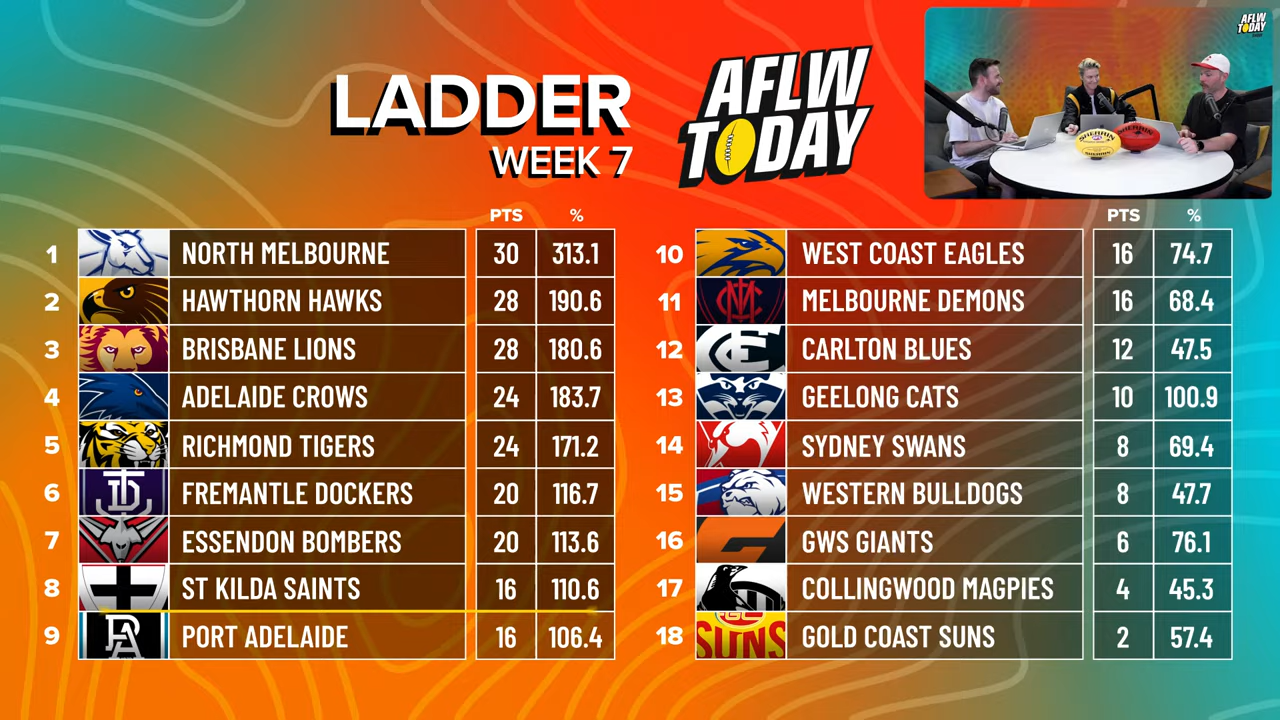 LADDER
WEEK 7
AFLW
TODAY
AFLW
TODAY
SHERRIN
SHERRIN
PTS %
1 NORTH MELBOURNE 30 313.1
2 HAWTHORN HAWKS 28 190.6
3 BRISBANE LIONS 28 180.6
4 ADELAIDE CROWS 24 183.7
5 RICHMOND TIGERS 24 171.2
6 FREMANTLE DOCKERS 20 116.7
7 ESSENDON BOMBERS 20 113.6
8 ST KILDA SAINTS 16 110.6
9 PORT ADELAIDE 16 106.4
PTS %
10 WEST COAST EAGLES 16 74.7
11 MELBOURNE DEMONS 16 68.4
12 CARLTON BLUES 12 47.5
13 GEELONG CATS 10 100.9
14 SYDNEY SWANS 8 69.4
15 WESTERN BULLDOGS 8 47.7
16 GWS GIANTS 6 76.1
17 COLLINGWOOD MAGPIES 4 45.3
18 SUNS GOLD COAST SUNS 2 57.4